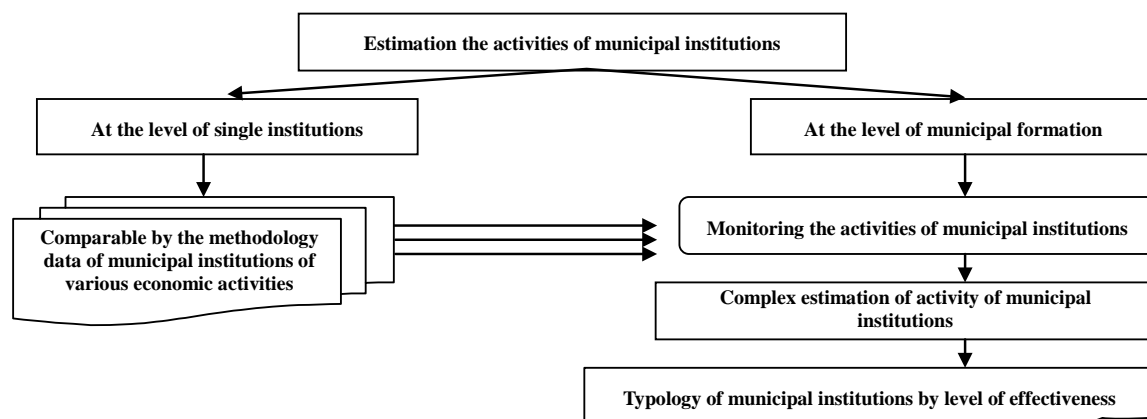 Estimation the activities of municipal institutions
At the level of single institutions
At the level of municipal formation
Comparable by the methodology
data of municipal institutions of
various economic activities
Monitoring the activities of municipal institutions
Complex estimation of activity of municipal
institutions
Typology of municipal institutions by level of effectiveness